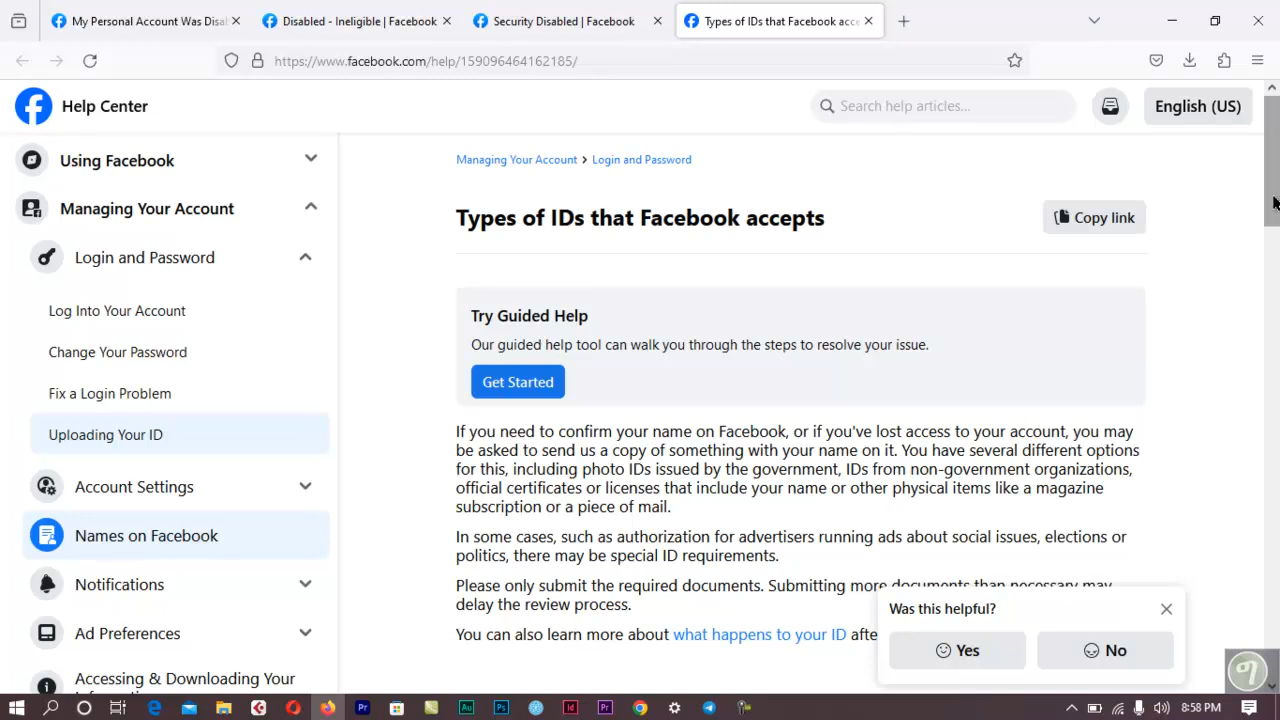 My Personal Account Was Disa
Disabled - Ineligible | Facebook
Security Disabled | Facebook
Types of IDs that Facebook acce
https://www.facebook.com/help/159096464162185/
Help Center
Search help articles...
English (US)
Using Facebook
Managing Your Account
Login and Password
Log Into Your Account
Change Your Password
Fix a Login Problem
Uploading Your ID
Account Settings
Names on Facebook
Notifications
Ad Preferences
Accessing & Downloading Your
Managing Your Account > Login and Password
Types of IDs that Facebook accepts
Copy link
Try Guided Help
Our guided help tool can walk you through the steps to resolve your issue.
Get Started
If you need to confirm your name on Facebook, or if you've lost access to your account, you may
be asked to send us a copy of something with your name on it. You have several different options
for this, including photo IDs issued by the government, IDs from non-government organizations,
official certificates or licenses that include your name or other physical items like a magazine
subscription or a piece of mail.
In some cases, such as authorization for advertisers running ads about social issues, elections or
politics, there may be special ID requirements.
Please only submit the required documents. Submitting more documents than necessary may
delay the review process.
You can also learn more about what happens to your ID afte
Was this helpful?
Yes
No
Au
Ps
Id
Pr
Pr
8:58 PM